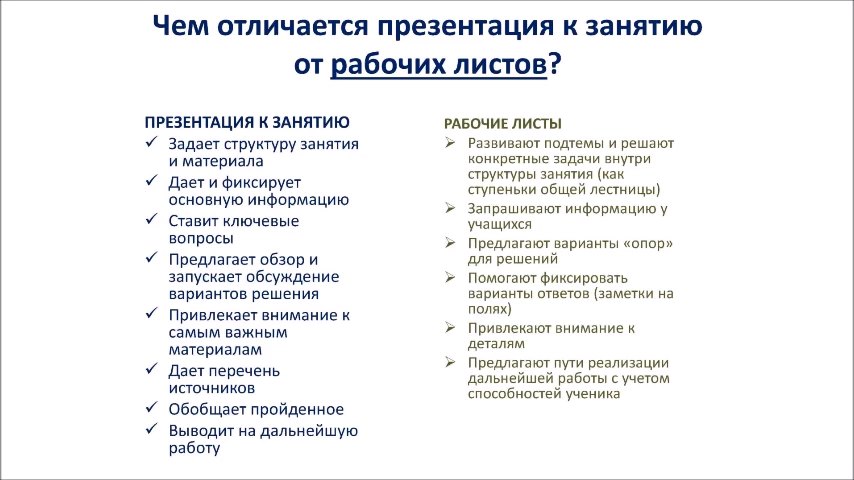 Чем отличается презентация к занятию
от рабочих листов?
ПРЕЗЕНТАЦИЯ К ЗАНЯТИЮ
Задает структуру занятия
и материала
Дает и фиксирует
основную информацию
Ставит ключевые
вопросы
Предлагает обзор и
запускает обсуждение
вариантов решения
Привлекает внимание к
самым важным
материалам
Дает перечень
источников
Обобщает пройденное
Выводит на дальнейшую
работу
РАБОЧИЕ ЛИСТЫ
Развивают подтемы и решают
конкретные задачи внутри
структуры занятия (как
ступеньки общей лестницы)
Запрашивают информацию у
учащихся
Предлагают варианты «опор»
для решений
Помогают фиксировать
варианты ответов (заметки на
полях)
Привлекают внимание к
деталям
Предлагают пути реализации
дальнейшей работы с учетом
способностей ученика